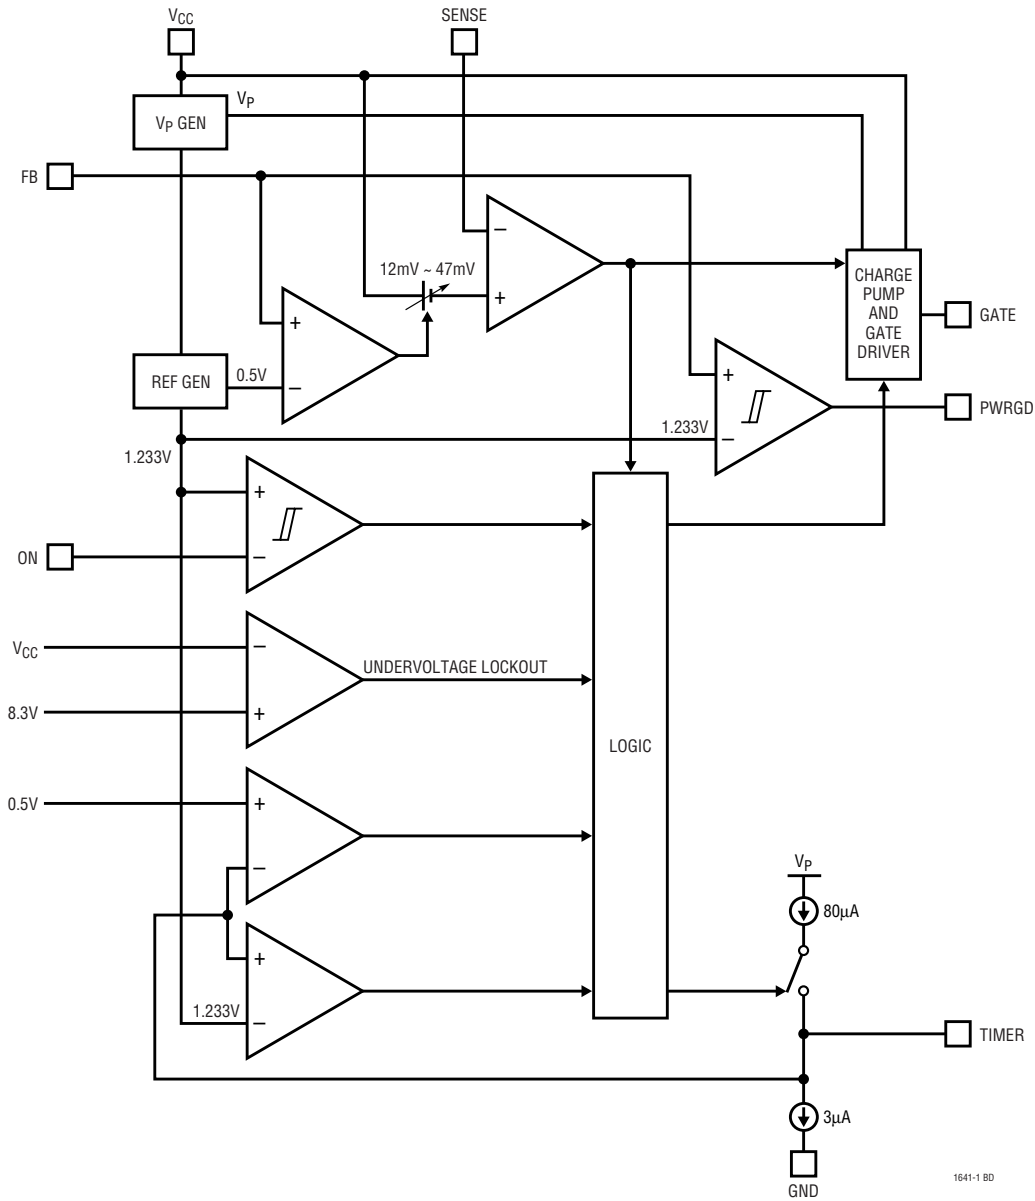 VCC
SENSE
VP
VP GEN
FB
12mV ~ 47mV
–
+
CHARGE
PUMP
AND
GATE
DRIVER
GATE
+
–
REF GEN
0.5V
+
–
1.233V
PWRGD
1.233V
+
–
ON
VCC
–
8.3V
+
UNDERVOLTAGE LOCKOUT
LOGIC
0.5V
+
–
+
–
1.233V
VP
80µA
TIMER
3µA
GND
1641-1 BD